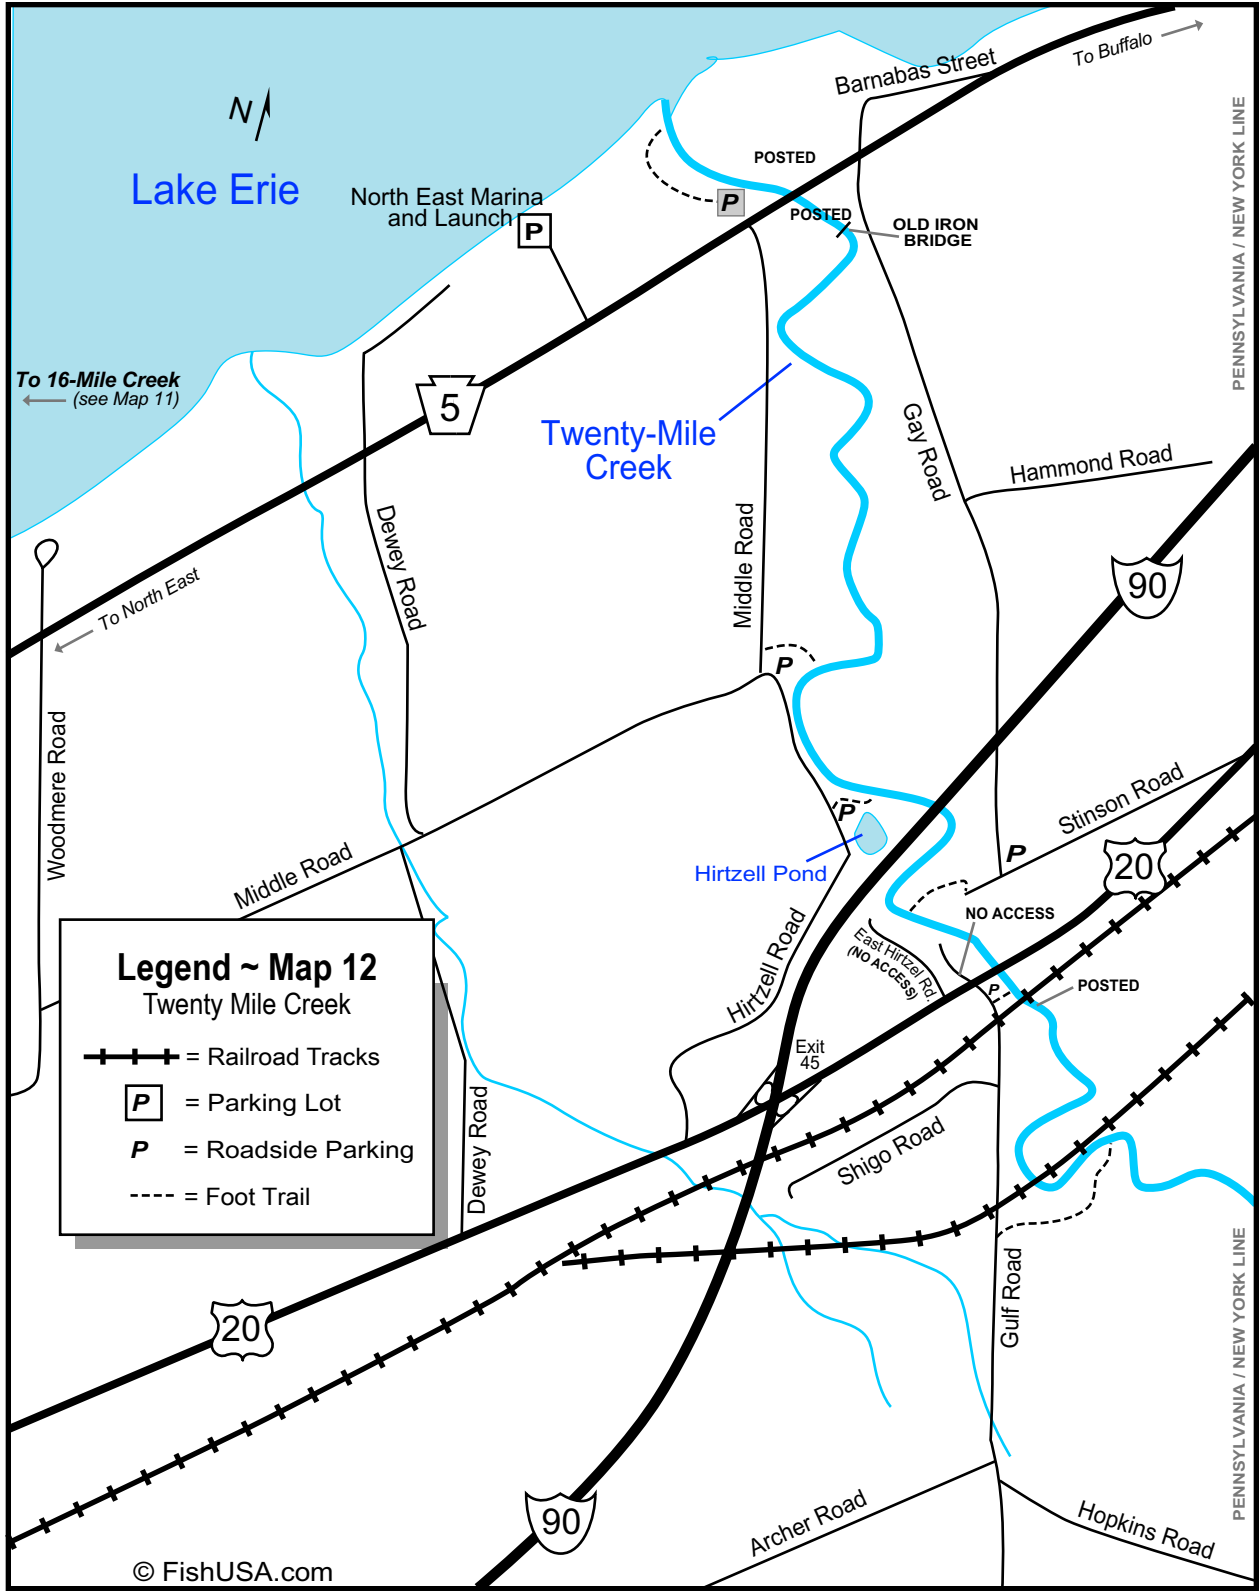 To Buffalo
Barnabas Street
N
Lake Erie
POSTED
North East Marina
and Launch
P
P
POSTED
OLD IRON
BRIDGE
PENNSYLVANIA / NEW YORK LINE
To 16-Mile Creek
(see Map 11)
5
Twenty-Mile
Creek
Gay Road
Hammond Road
Dewey Road
Middle Road
90
To North East
P
Woodmere Road
Stinson Road
P
P
20
Hirtzell Pond
Middle Road
NO ACCESS
East Hirtzel Rd.
(NO ACCESS)
Hirtzell Road
P
POSTED
Legend ~ Map 12
Twenty Mile Creek
= Railroad Tracks
P = Parking Lot
P = Roadside Parking
= Foot Trail
Exit
45
Dewey Road
Shigo Road
Gulf Road
20
PENNSYLVANIA / NEW YORK LINE
90
Archer Road
Hopkins Road
© FishUSA.com